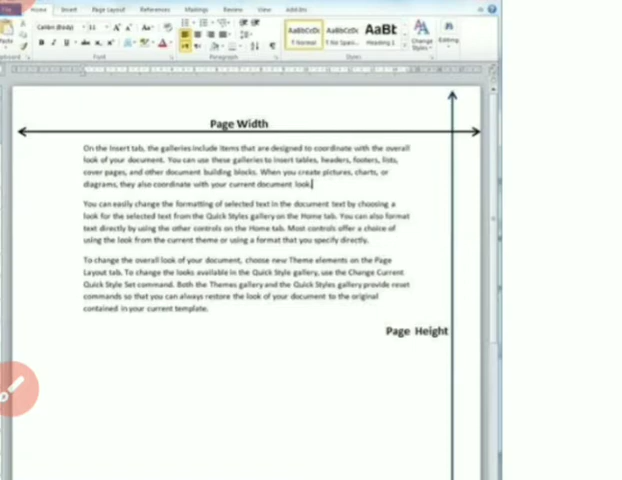 File Home Insert Page Layout References Mailings Review View Add-Ins
Calibri (Body) 11
AaBbCcDc AaBbCcDc AaBt
¶ Normal ¶ No Spaci... Heading 1 Change Styles Editing
Font Paragraph Styles
Page Width
On the Insert tab, the galleries include items that are designed to coordinate with the overall
look of your document. You can use these galleries to insert tables, headers, footers, lists,
cover pages, and other document building blocks. When you create pictures, charts, or
diagrams, they also coordinate with your current document look.
You can easily change the formatting of selected text in the document text by choosing a
look for the selected text from the Quick Styles gallery on the Home tab. You can also format
text directly by using the other controls on the Home tab. Most controls offer a choice of
using the look from the current theme or using a format that you specify directly.
To change the overall look of your document, choose new Theme elements on the Page
Layout tab. To change the looks available in the Quick Style gallery, use the Change Current
Quick Style Set command. Both the Themes gallery and the Quick Styles gallery provide reset
commands so that you can always restore the look of your document to the original
contained in your current template.
Page Height